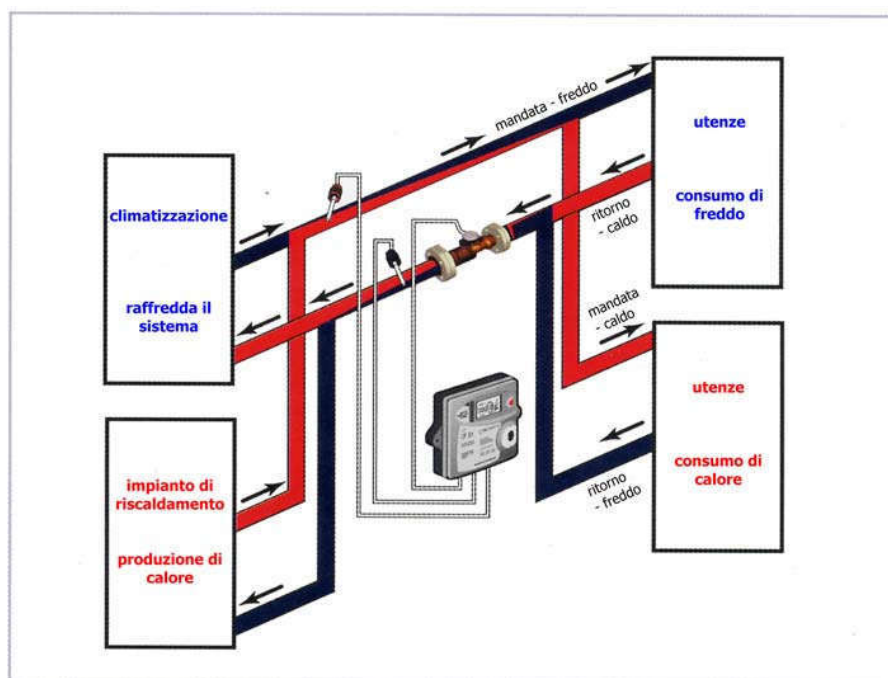 mandata - freddo
utenze
consumo di
freddo
climatizzazione
raffredda il
sistema
ritorno
- caldo
mandata
- caldo
utenze
consumo di
calore
impianto di
riscaldamento
produzione di
calore
ritorno
- freddo